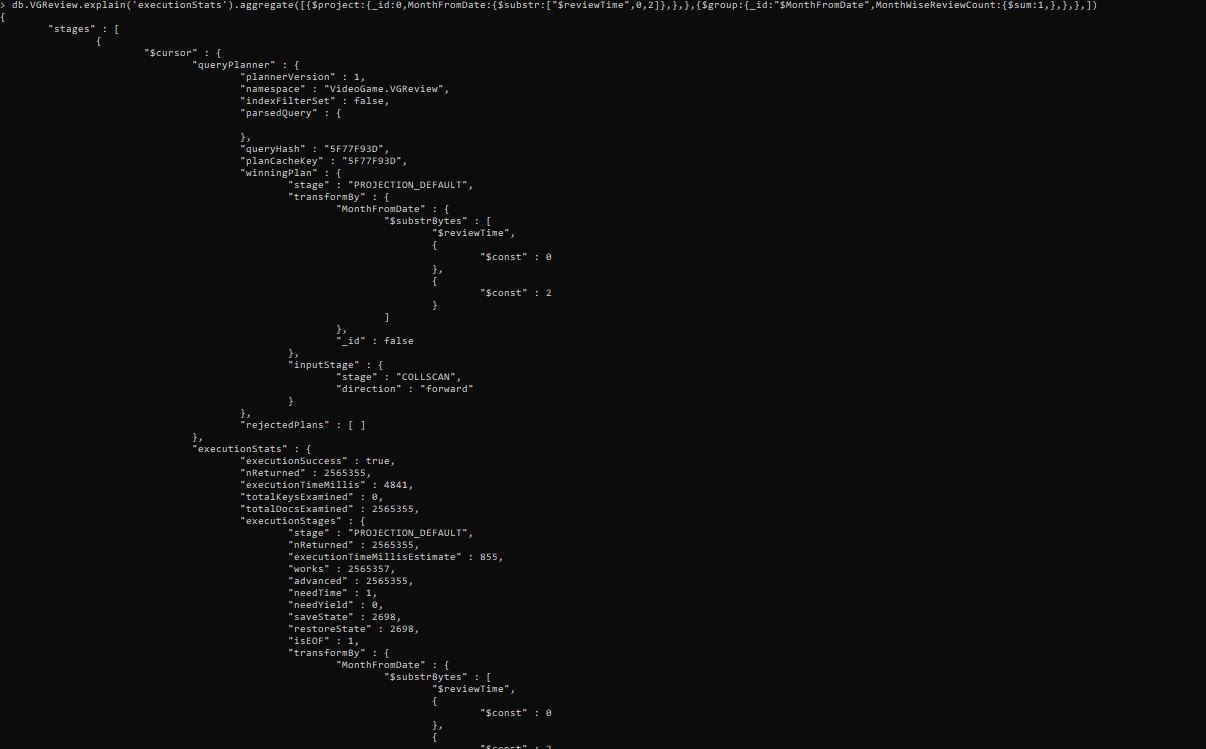 > db.VGReview.explain('executionStats').aggregate([{$project:{_id:0,MonthFromDate:{$substr:["$reviewTime",0,2]},},},{$group:{_id:"$MonthFromDate",MonthWiseReviewCount:{$sum:1,},},},])
{
"stages" : [
{
"$cursor" : {
"queryPlanner" : {
"plannerVersion" : 1,
"namespace" : "VideoGame.VGReview",
"indexFilterSet" : false,
"parsedQuery" : {
},
"queryHash" : "5F77F93D",
"planCacheKey" : "5F77F93D",
"winningPlan" : {
"stage" : "PROJECTION_DEFAULT",
"transformBy" : {
"MonthFromDate" : {
"$substrBytes" : [
"$reviewTime",
{
"$const" : 0
},
{
"$const" : 2
}
]
},
"_id" : false
},
"inputStage" : {
"stage" : "COLLSCAN",
"direction" : "forward"
}
},
"rejectedPlans" : [ ]
},
"executionStats" : {
"executionSuccess" : true,
"nReturned" : 2565355,
"executionTimeMillis" : 4841,
"totalKeysExamined" : 0,
"totalDocsExamined" : 2565355,
"executionStages" : {
"stage" : "PROJECTION_DEFAULT",
"nReturned" : 2565355,
"executionTimeMillisEstimate" : 855,
"works" : 2565357,
"advanced" : 2565355,
"needTime" : 1,
"needYield" : 0,
"saveState" : 2698,
"restoreState" : 2698,
"isEOF" : 1,
"transformBy" : {
"MonthFromDate" : {
"$substrBytes" : [
"$reviewTime",
{
"$const" : 0
},
{
"$const" : 2